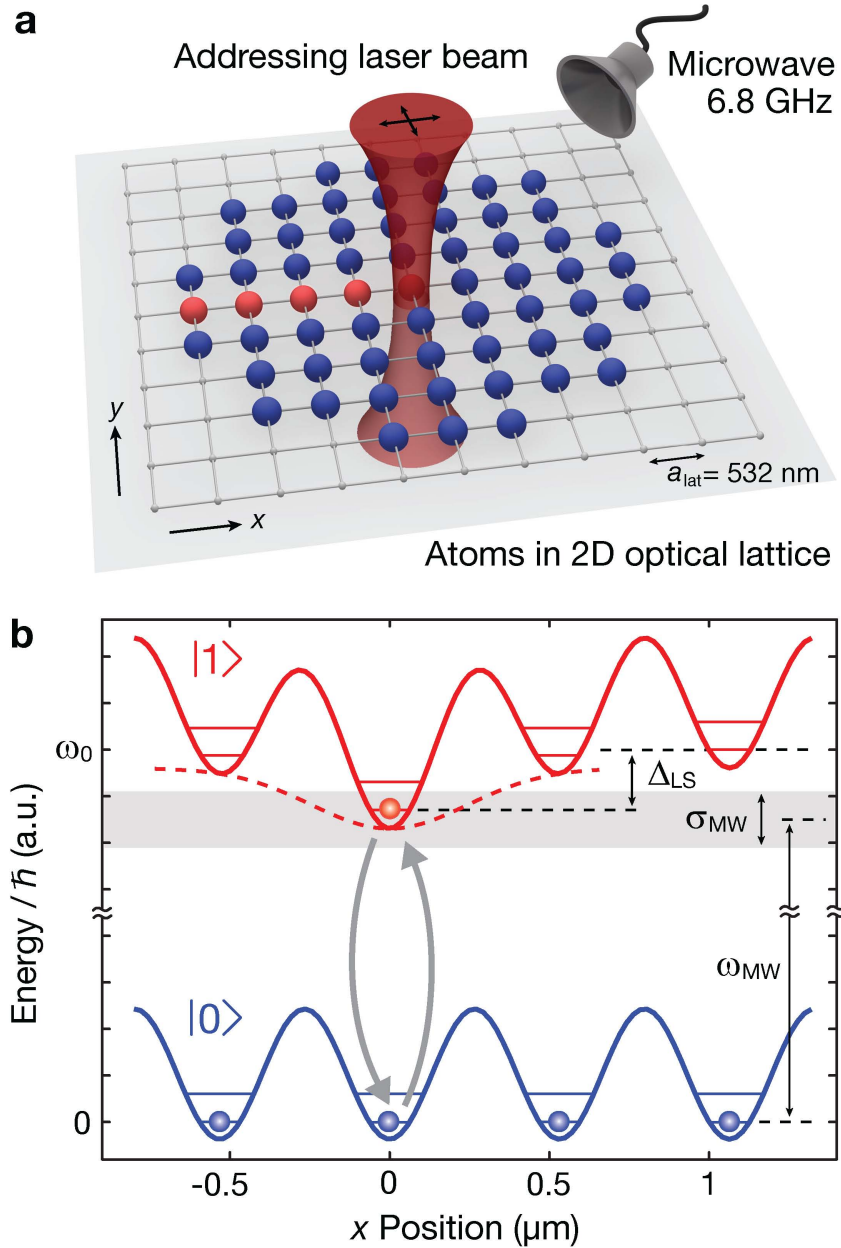 a
Addressing laser beam
Microwave
6.8 GHz
y
x
aₗₐₜ= 532 nm
Atoms in 2D optical lattice
b
|1⟩
ω₀
Δ_LS
σ_MW
Energy / ħ (a.u.)
ω_MW
|0⟩
0
-0.5 0 0.5 1
x Position (μm)